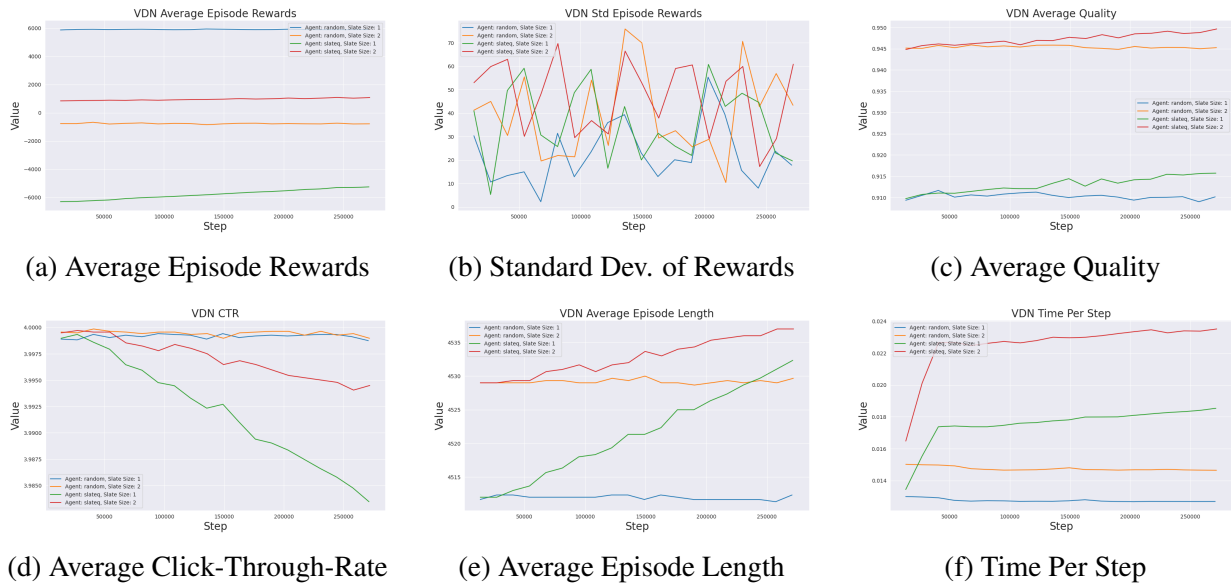 VDN Average Episode Rewards
6000
4000
2000
0
−2000
−4000
−6000
Value
50000 100000 150000 200000 250000
Step
Agent: random, Slate Size: 1
Agent: random, Slate Size: 2
Agent: slateq, Slate Size: 1
Agent: slateq, Slate Size: 2
(a) Average Episode Rewards
VDN Std Episode Rewards
70
60
50
40
30
20
10
0
Value
50000 100000 150000 200000 250000
Step
Agent: random, Slate Size: 1
Agent: random, Slate Size: 2
Agent: slateq, Slate Size: 1
Agent: slateq, Slate Size: 2
(b) Standard Dev. of Rewards
VDN Average Quality
0.950
0.945
0.940
0.935
0.930
0.925
0.920
0.915
0.910
Value
50000 100000 150000 200000 250000
Step
Agent: random, Slate Size: 1
Agent: random, Slate Size: 2
Agent: slateq, Slate Size: 1
Agent: slateq, Slate Size: 2
(c) Average Quality
VDN CTR
4.0000
3.9975
3.9950
3.9925
3.9900
3.9875
3.9850
Value
50000 100000 150000 200000 250000
Step
Agent: random, Slate Size: 1
Agent: random, Slate Size: 2
Agent: slateq, Slate Size: 1
Agent: slateq, Slate Size: 2
(d) Average Click-Through-Rate
VDN Average Episode Length
4535
4530
4525
4520
4515
Value
50000 100000 150000 200000 250000
Step
Agent: random, Slate Size: 1
Agent: random, Slate Size: 2
Agent: slateq, Slate Size: 1
Agent: slateq, Slate Size: 2
(e) Average Episode Length
VDN Time Per Step
0.024
0.022
0.020
0.018
0.016
0.014
Value
50000 100000 150000 200000 250000
Step
Agent: random, Slate Size: 1
Agent: random, Slate Size: 2
Agent: slateq, Slate Size: 1
Agent: slateq, Slate Size: 2
(f) Time Per Step